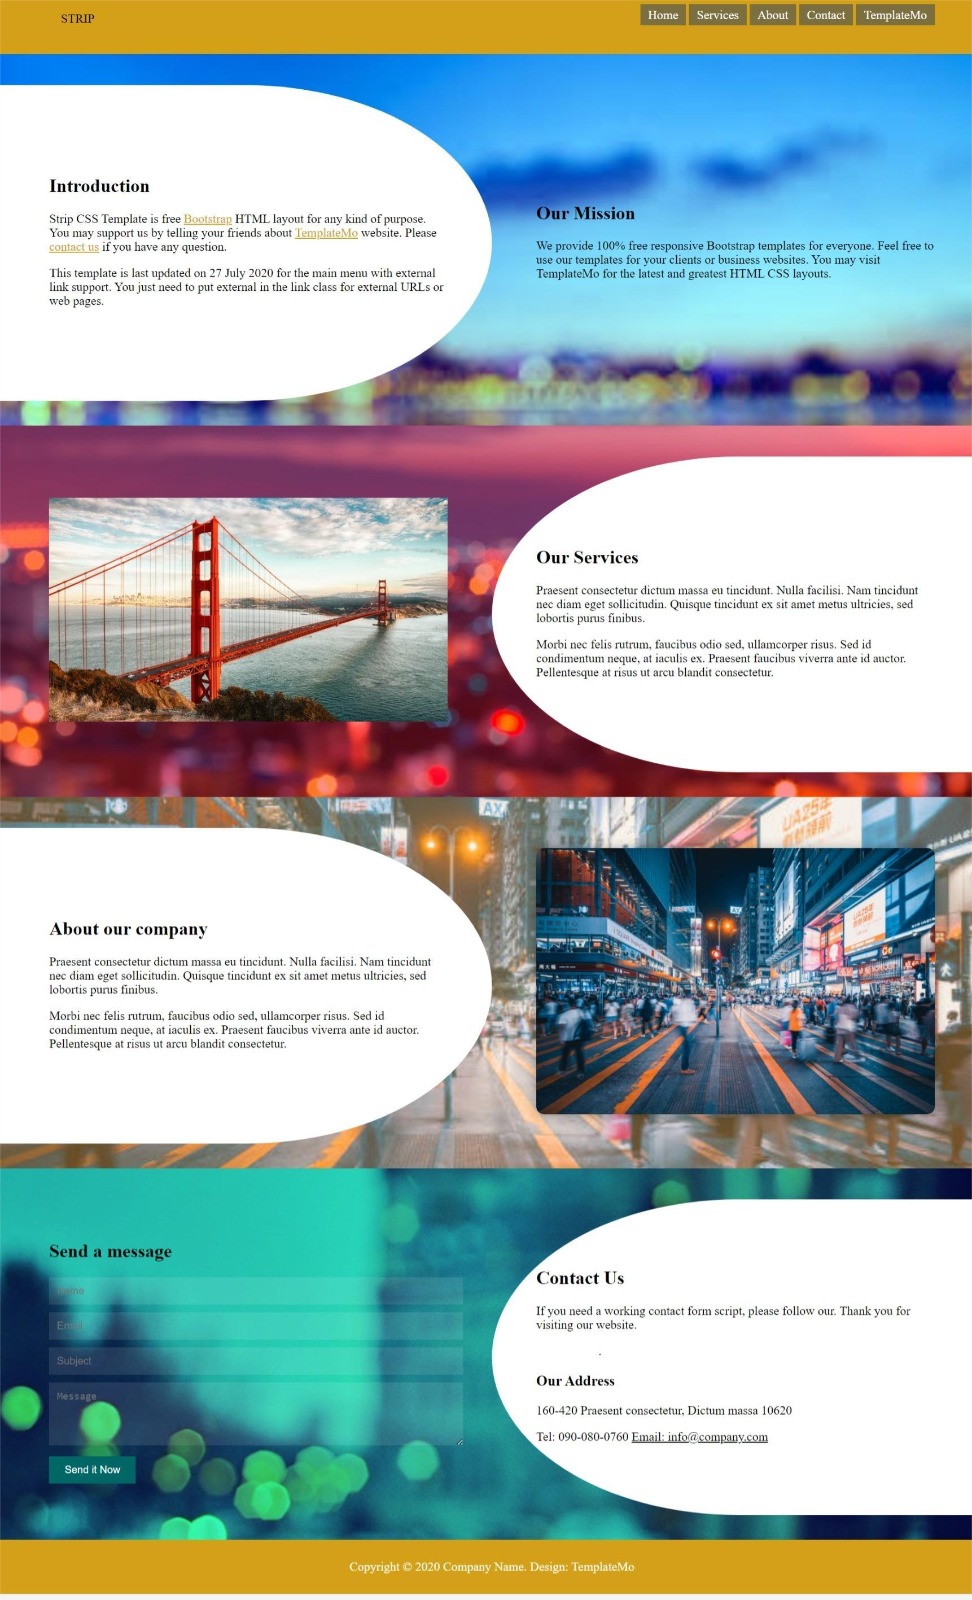 STRIP
Home Services About Contact TemplateMo
Introduction
Strip CSS Template is free Bootstrap HTML layout for any kind of purpose.
You may support us by telling your friends about TemplateMo website. Please
contact us if you have any question.
This template is last updated on 27 July 2020 for the main menu with external
link support. You just need to put external in the link class for external URLs or
web pages.
Our Mission
We provide 100% free responsive Bootstrap templates for everyone. Feel free to
use our templates for your clients or business websites. You may visit
TemplateMo for the latest and greatest HTML CSS layouts.
Our Services
Praesent consectetur dictum massa eu tincidunt. Nulla facilisi. Nam tincidunt
nec diam eget sollicitudin. Quisque tincidunt ex sit amet metus ultricies, sed
lobortis purus finibus.
Morbi nec felis rutrum, faucibus odio sed, ullamcorper risus. Sed id
condimentum neque, at iaculis ex. Praesent faucibus viverra ante id auctor.
Pellentesque at risus ut arcu blandit consectetur.
About our company
Praesent consectetur dictum massa eu tincidunt. Nulla facilisi. Nam tincidunt
nec diam eget sollicitudin. Quisque tincidunt ex sit amet metus ultricies, sed
lobortis purus finibus.
Morbi nec felis rutrum, faucibus odio sed, ullamcorper risus. Sed id
condimentum neque, at iaculis ex. Praesent faucibus viverra ante id auctor.
Pellentesque at risus ut arcu blandit consectetur.
Send a message
Name
Email
Subject
Message
Send it Now
Contact Us
If you need a working contact form script, please follow our. Thank you for
visiting our website.
.
Our Address
160-420 Praesent consectetur, Dictum massa 10620
Tel: 090-080-0760 Email: info@company.com
Copyright © 2020 Company Name. Design: TemplateMo